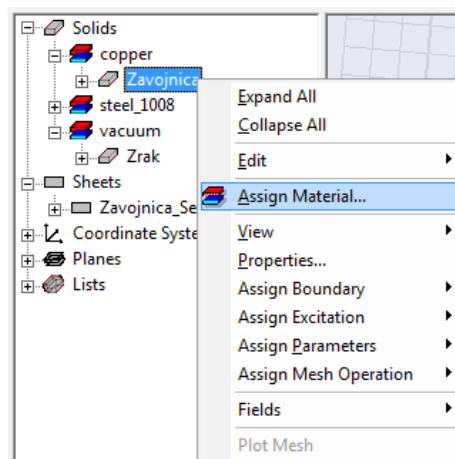 Solids
copper
Zavojnica
steel_1008
vacuum
Zrak
Sheets
Zavojnica_Se
Coordinate Syste
Planes
Lists
Expand All
Collapse All
Edit
Assign Material...
View
Properties...
Assign Boundary
Assign Excitation
Assign Parameters
Assign Mesh Operation
Fields
Plot Mesh